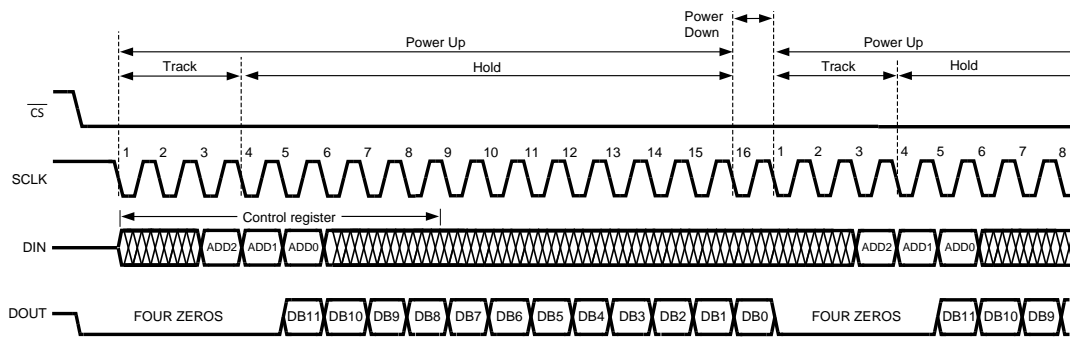 Power
Down
Power Up Power Up
Track Hold Track Hold
CS
1 2 3 4 5 6 7 8 9 10 11 12 13 14 15 16 1 2 3 4 5 6 7 8
SCLK
Control register
DIN ADD2 ADD1 ADD0 ADD2 ADD1 ADD0
DOUT FOUR ZEROS DB11 DB10 DB9 DB8 DB7 DB6 DB5 DB4 DB3 DB2 DB1 DB0 FOUR ZEROS DB11 DB10 DB9